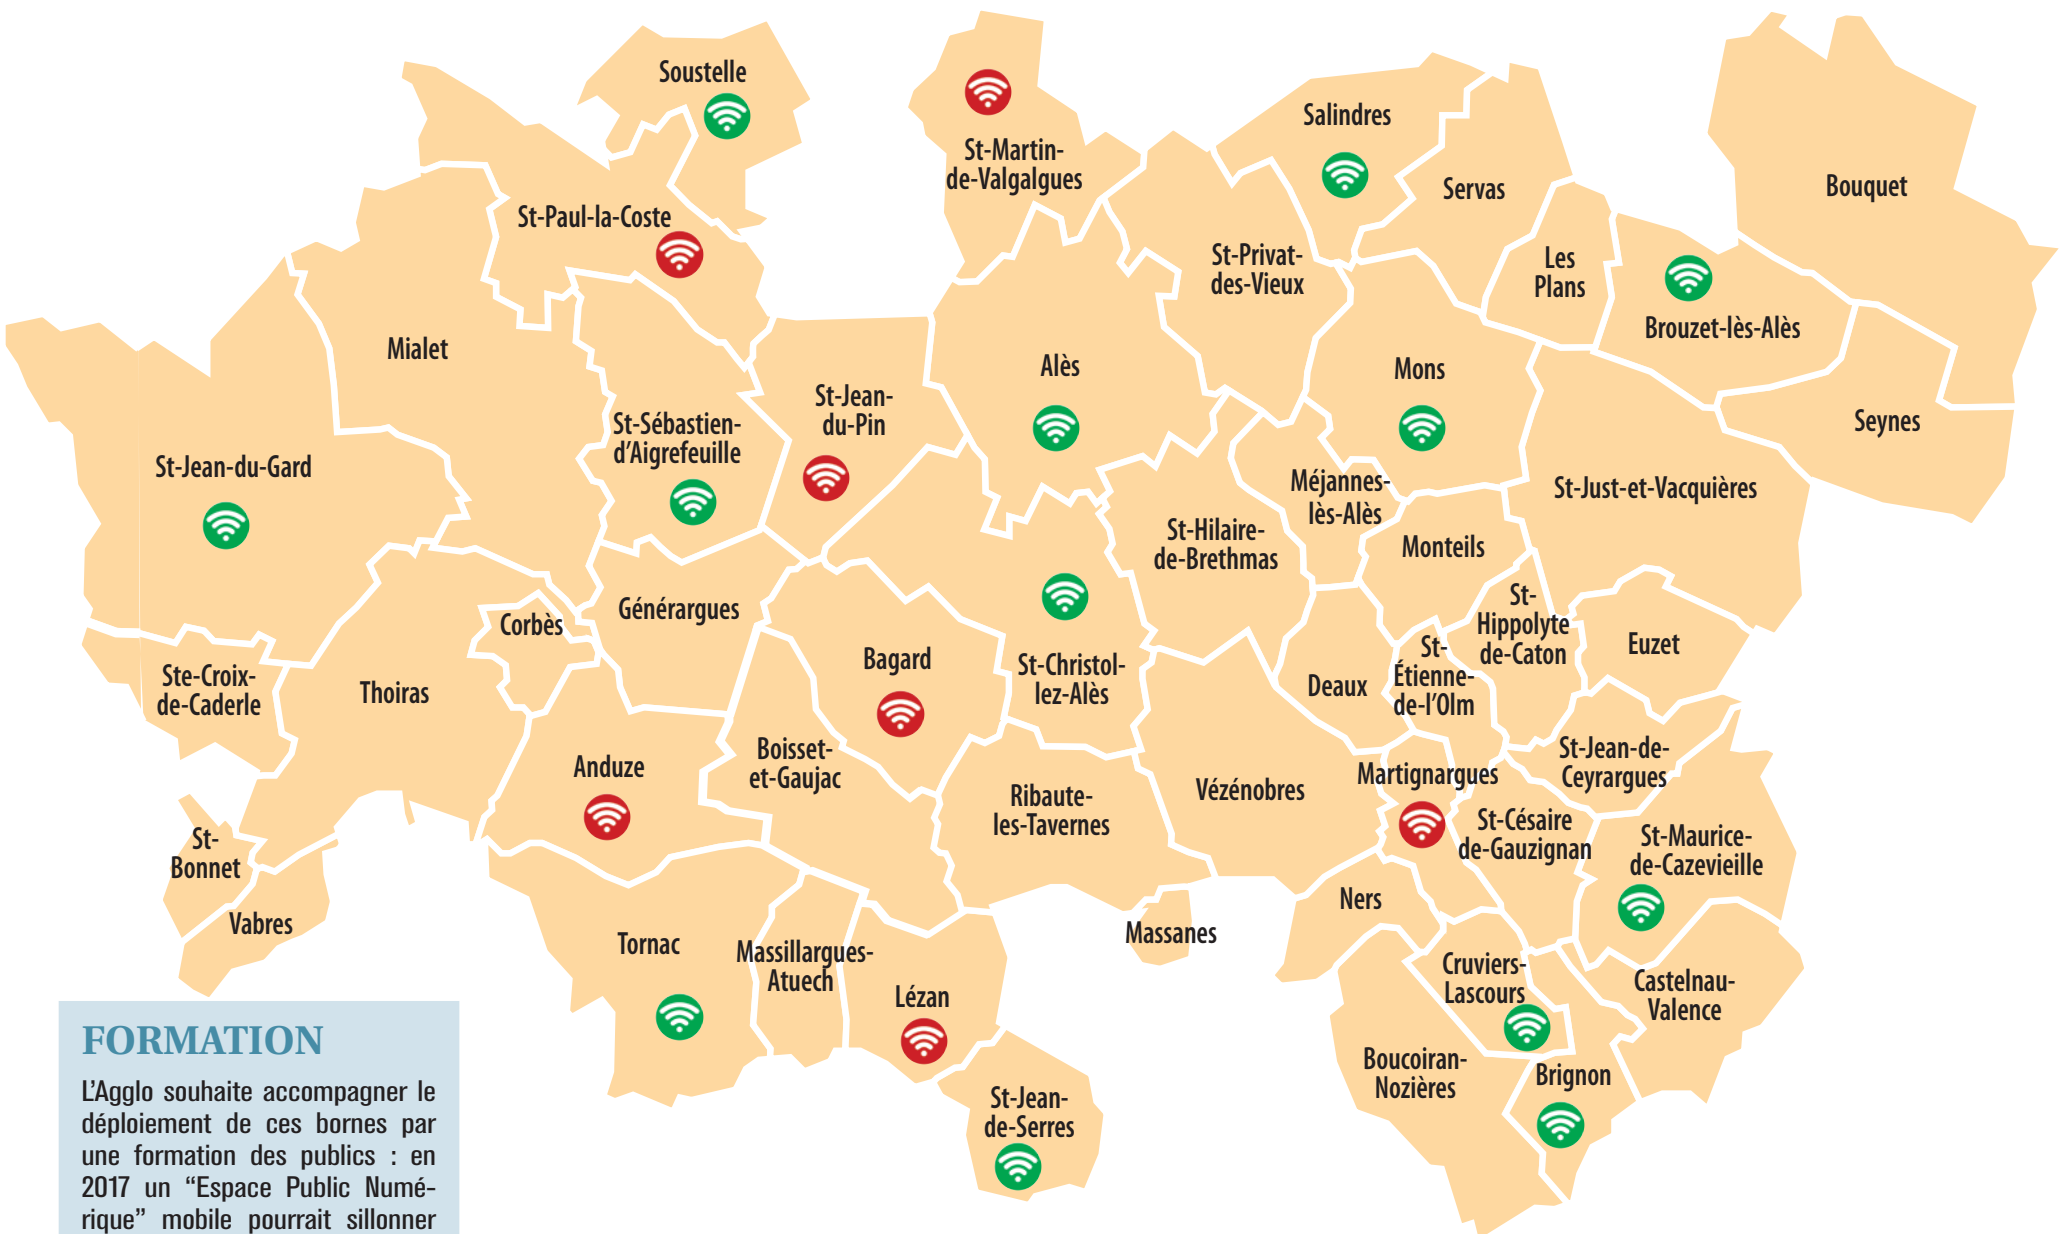 Soustelle
St-Martin-
de-Valgalgues
Salindres
Servas
Bouquet
St-Paul-la-Coste
St-Privat-
des-Vieux
Les
Plans
Brouzet-lès-Alès
Mialet
Alès
Mons
St-Jean-
du-Pin
St-Sébastien-
d'Aigrefeuille
Seynes
St-Jean-du-Gard
Méjannes-
lès-Alès
St-Just-et-Vacquières
St-Hilaire-
de-Brethmas
Monteils
Générargues
Corbès
St-
Hippolyte
de-Caton
Euzet
Bagard
St-Christol-
lez-Alès
St-
Étienne-
de-l'Olm
Deaux
Ste-Croix-
de-Caderle
Thoiras
Boisset-
et-Gaujac
Anduze
St-Jean-de-
Ceyrargues
Martignargues
Vézénobres
Ribaute-
les-Tavernes
St-Césaire
de-Gauzignan
St-Maurice-
de-Cazevieille
St-
Bonnet
Vabres
Ners
Massanes
Tornac
Massillargues-
Atuech
Lézan
Cruviers-
Lascours
Castelnau-
Valence
Boucoiran-
Nozières
Brignon
St-Jean-
de-Serres
FORMATION
L'Agglo souhaite accompagner le
déploiement de ces bornes par
une formation des publics : en
2017 un “Espace Public Numé-
rique” mobile pourrait sillonner